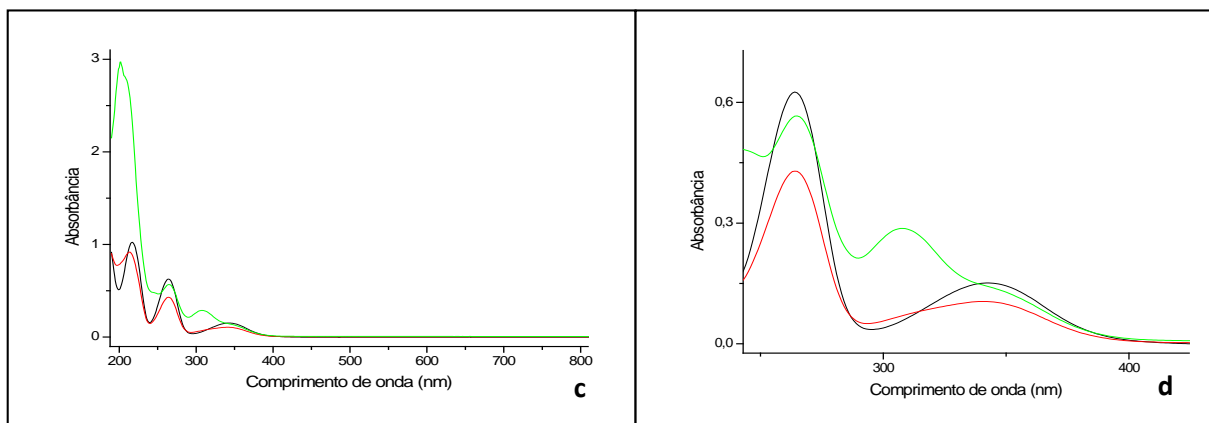 3
2
1
0
Absorbância
200 300 400 500 600 700 800
Comprimento de onda (nm)
c
0,6
0,3
0,0
Absorbância
300 400
Comprimento de onda (nm)
d